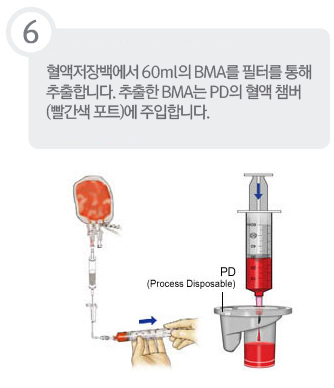 6
혈액저장백에서 60ml의 BMA를 필터를 통해
추출합니다. 추출한 BMA는 PD의 혈액 챔버
(빨간색 포트)에 주입합니다.
PD
(Process Disposable)